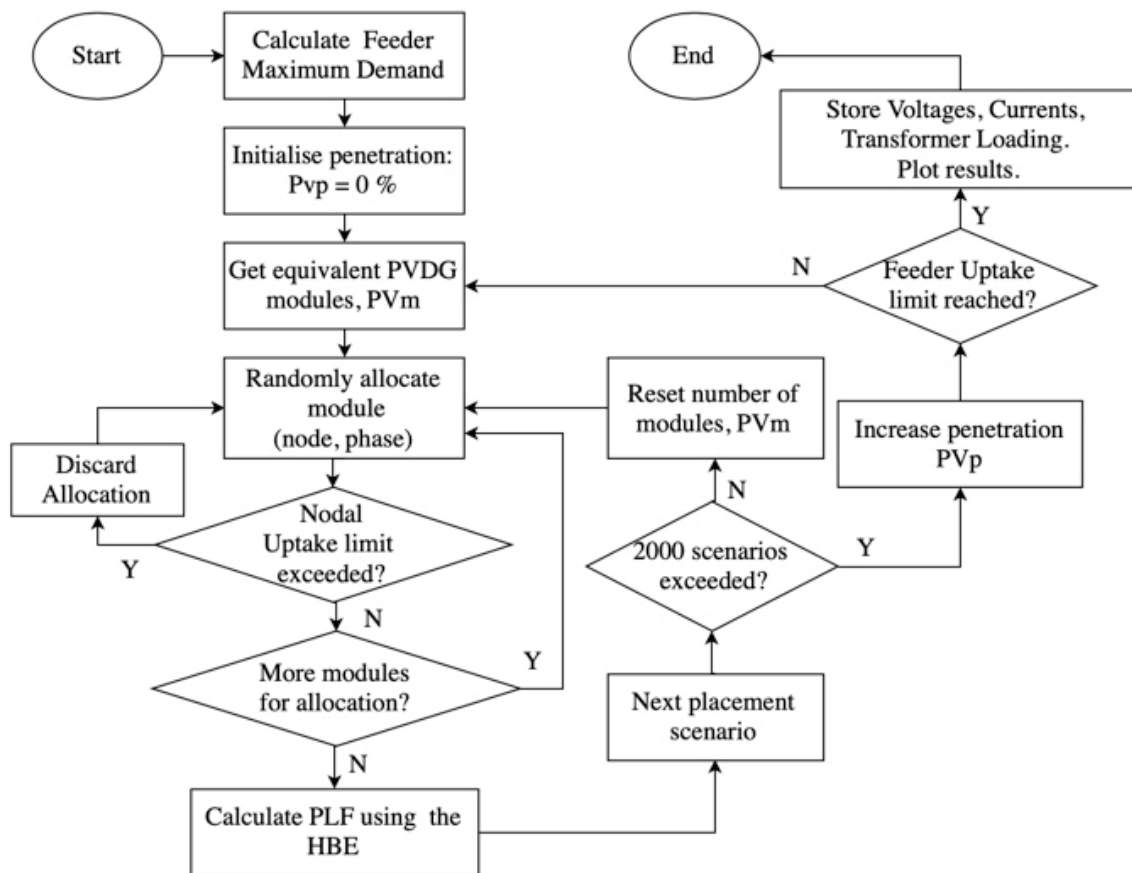 Start
Calculate Feeder
Maximum Demand
Initialise penetration:
Pvp = 0 %
Get equivalent PVDG
modules, PVm
Randomly allocate
module
(node, phase)
Discard
Allocation
Nodal
Uptake limit
exceeded?
Y
N
More modules
for allocation?
Y
N
Calculate PLF using the
HBE
Next placement
scenario
2000 scenarios
exceeded?
N
Y
Reset number of
modules, PVm
Increase penetration
PVp
Feeder Uptake
limit reached?
N
Y
Store Voltages, Currents,
Transformer Loading.
Plot results.
End